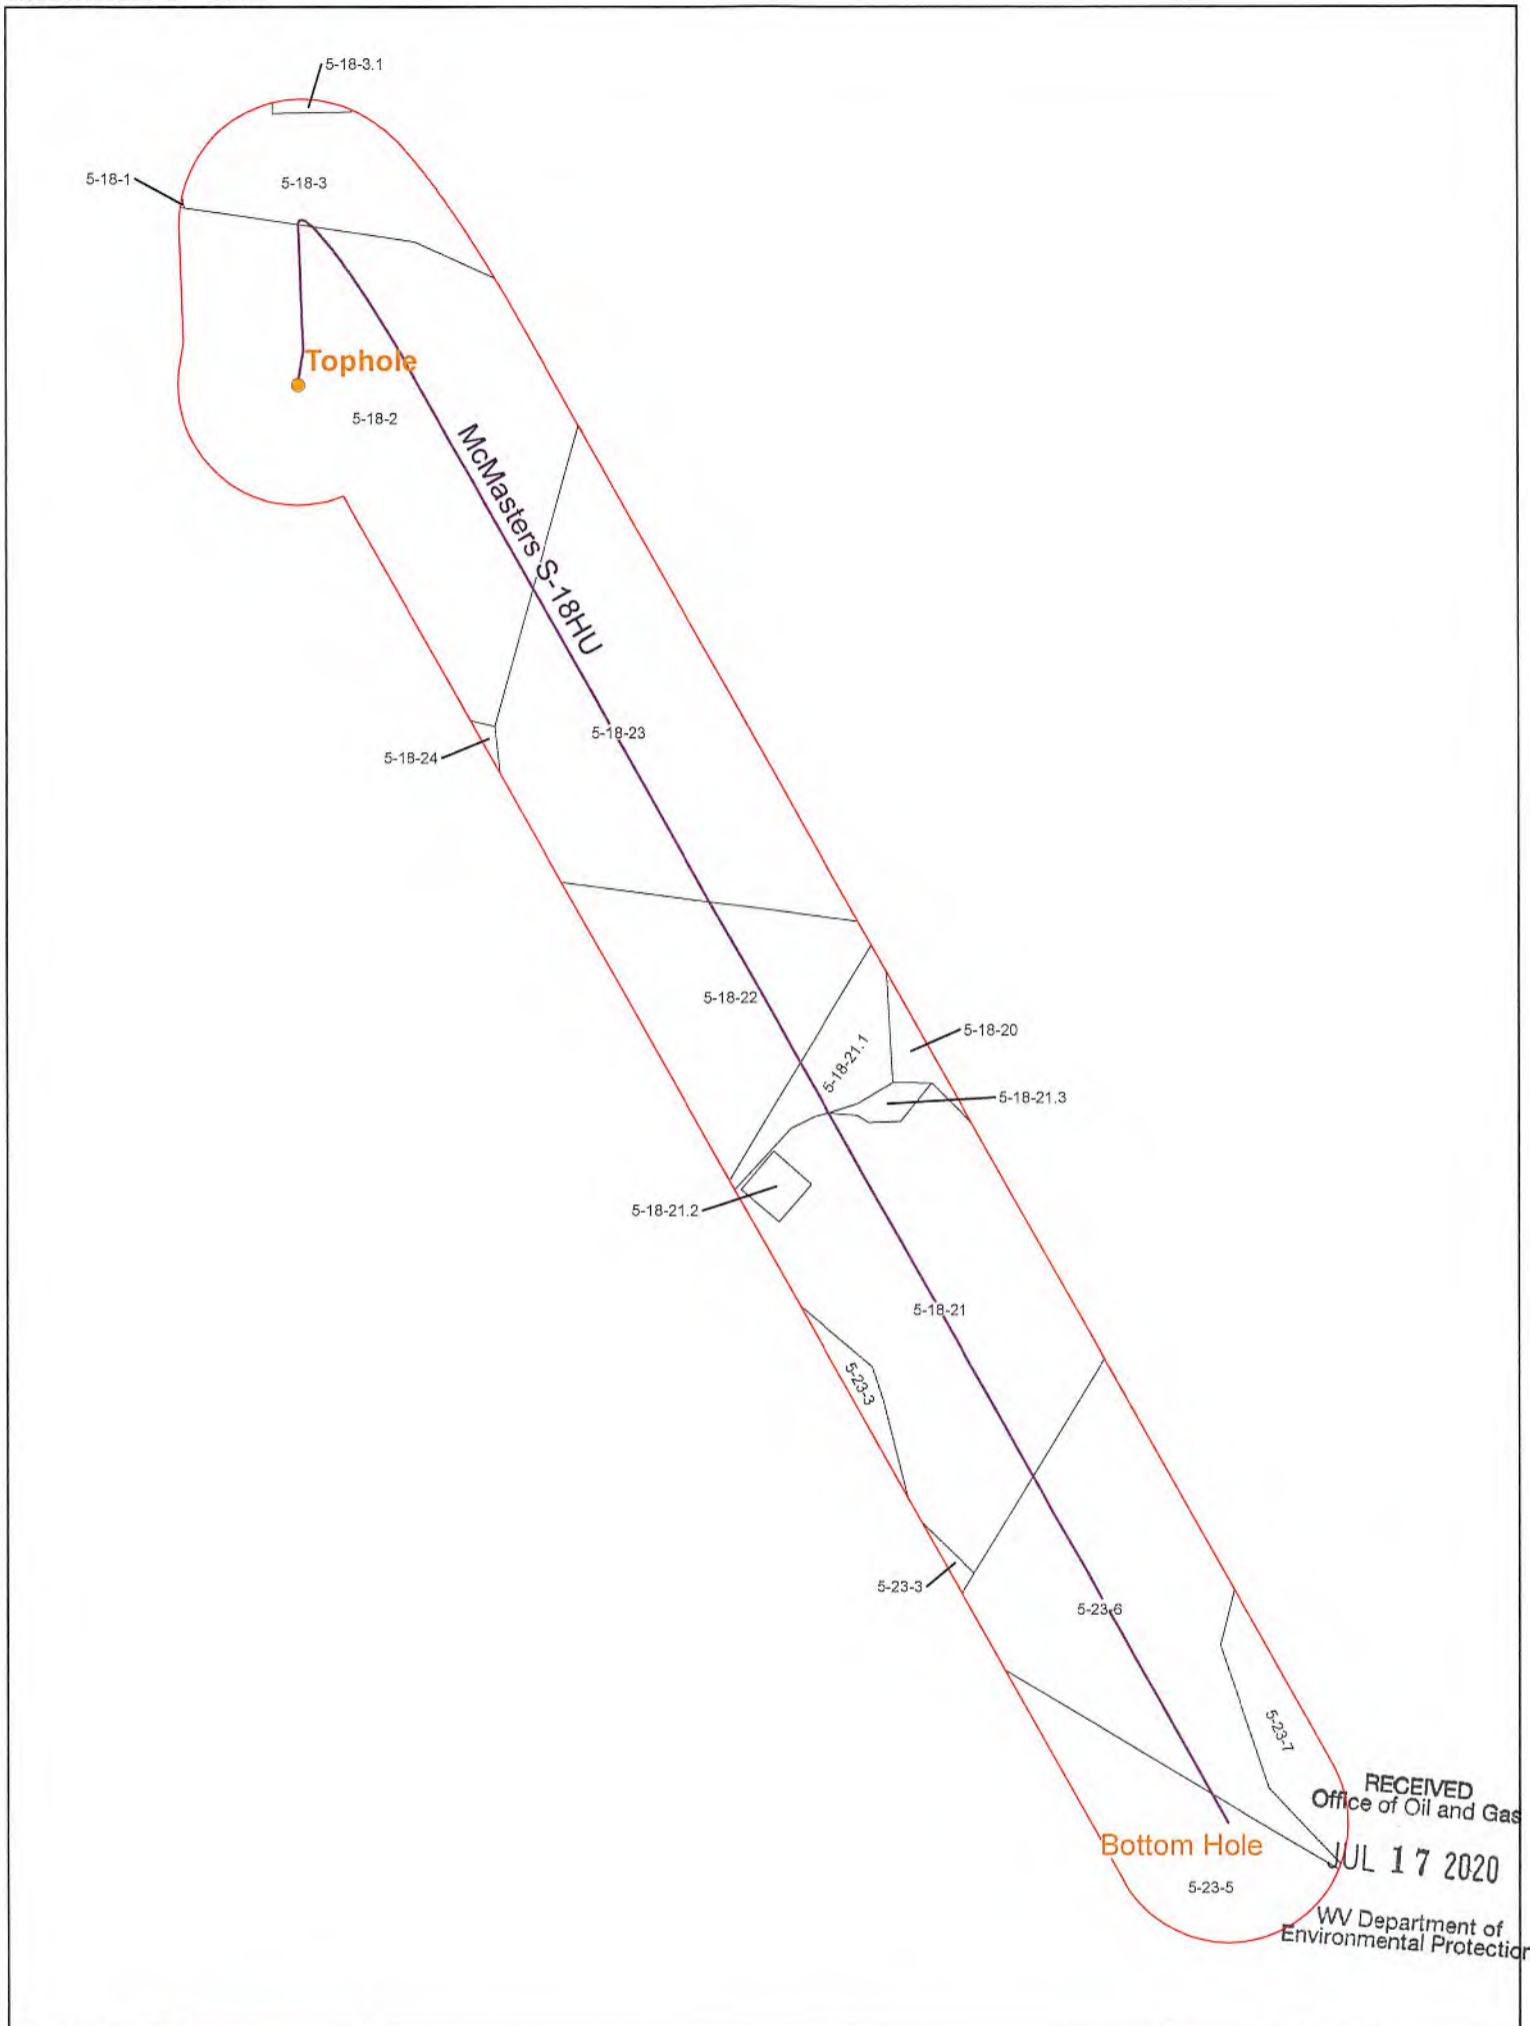 5-18-3.1
5-18-1
5-18-3
Tophole
5-18-2
McMasters S-18HU
5-18-23
5-18-24
5-18-22
5-18-20
5-18-21.1
5-18-21.3
5-18-21.2
5-18-21
5-23-3
5-23-3
5-23-6
5-23-7
RECEIVED
Office of Oil and Gas
Bottom Hole
JUL 17 2020
5-23-5
WV Department of
Environmental Protection